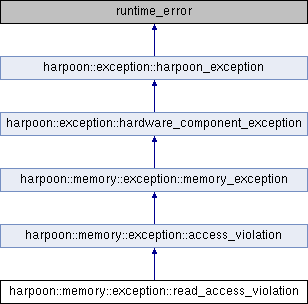 runtime_error
harpoon::exception::harpoon_exception
harpoon::exception::hardware_component_exception
harpoon::memory::exception::memory_exception
harpoon::memory::exception::access_violation
harpoon::memory::exception::read_access_violation